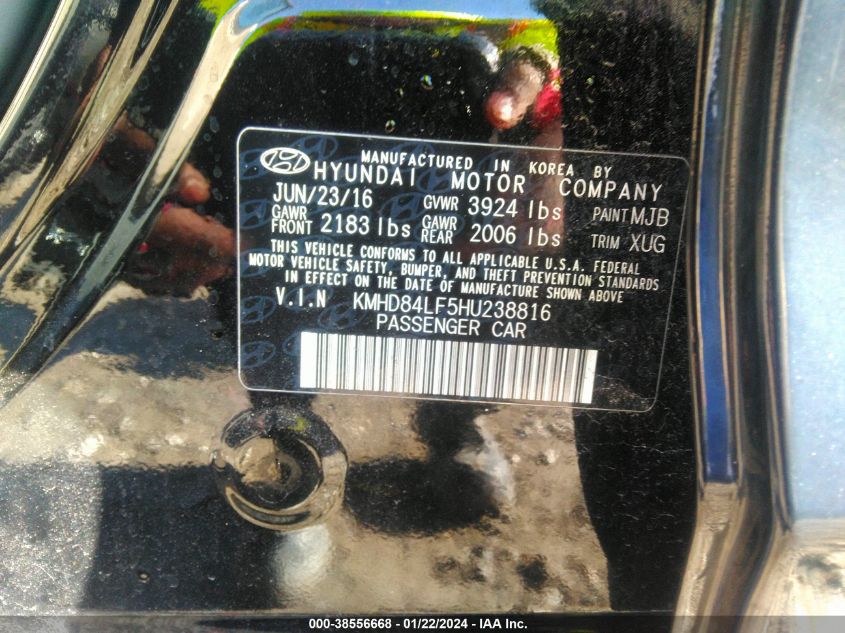 MANUFACTURED IN KOREA BY
HYUNDAI MOTOR COMPANY
JUN/23/16 GVWR 3924 lbs PAINT MJB
GAWR FRONT 2183 lbs GAWR REAR 2006 lbs TRIM XUG
THIS VEHICLE CONFORMS TO ALL APPLICABLE U.S.A. FEDERAL
MOTOR VEHICLE SAFETY, BUMPER, AND THEFT PREVENTION STANDARDS
IN EFFECT ON THE DATE OF MANUFACTURE SHOWN ABOVE
V.I.N KMHD84LF5HU238816
PASSENGER CAR
000-38556668 - 01/22/2024 - IAA Inc.